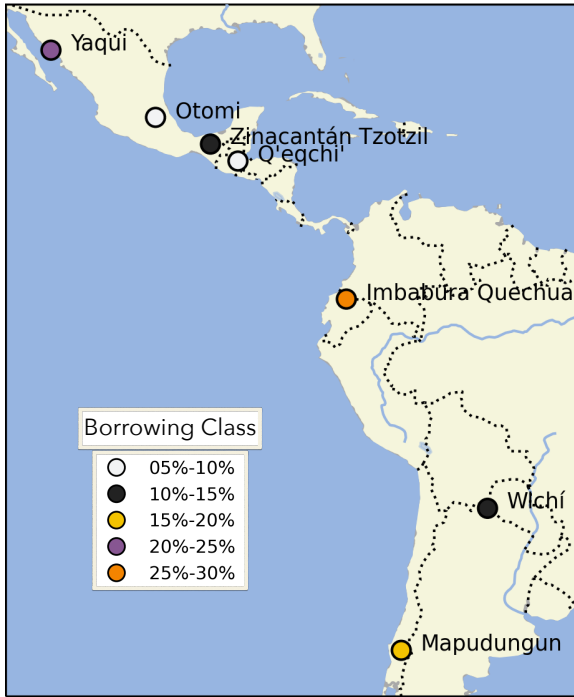 Yaqui
Otomi
Zinacantán Tzotzil
Q'eqchi'
Imbabura Quechua
Borrowing Class
05%-10%
10%-15%
15%-20%
20%-25%
25%-30%
Wichí
Mapudungun